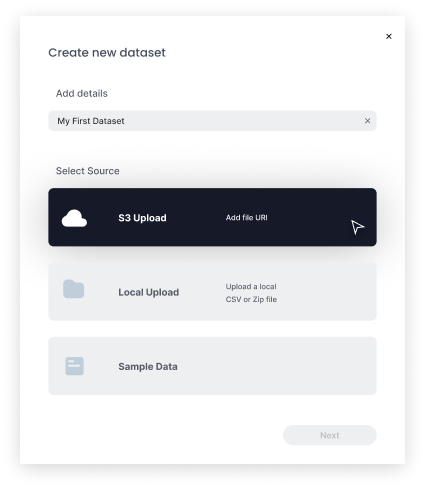 Create new dataset
Add details
My First Dataset
Select Source
S3 Upload
Add file URI
Local Upload
Upload a local
CSV or Zip file
Sample Data
Next